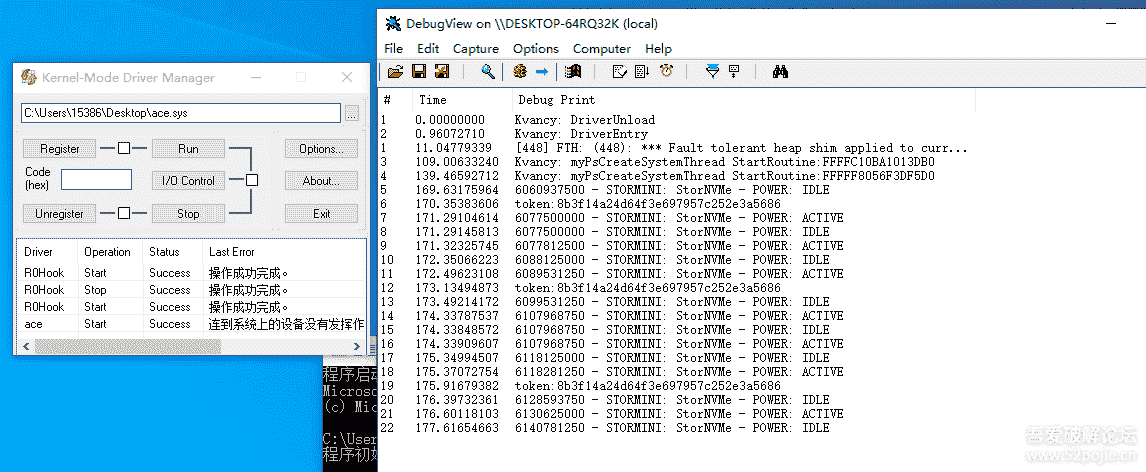 Kernel-Mode Driver Manager
C:\Users\15386\Desktop\ace.sys
...
Register
Run
Options...
Code
(hex)
I/O Control
About...
Unregister
Stop
Exit
Driver Operation Status Last Error
R0Hook Start Success 操作成功完成。
R0Hook Stop Success 操作成功完成。
R0Hook Start Success 操作成功完成。
ace Start Success 连到系统上的设备没有发挥作
程序启动
Microso
(c) Mic
C:\User
程序初始
DebugView on \\DESKTOP-64RQ32K (local)
File Edit Capture Options Computer Help
# Time Debug Print
1 0.00000000 Kvancy: DriverUnload
2 0.96072710 Kvancy: DriverEntry
1 11.04779339 [448] FTH: (448): *** Fault tolerant heap shim applied to curr...
3 109.00633240 Kvancy: myPsCreateSystemThread StartRoutine:FFFFC10BA1013DB0
4 139.46592712 Kvancy: myPsCreateSystemThread StartRoutine:FFFFF8056F3DF5D0
5 169.63175964 6060937500 - STORMINI: StorNVMe - POWER: IDLE
6 170.35383606 token:8b3f14a24d64f3e697957c252e3a5686
7 171.29104614 6077500000 - STORMINI: StorNVMe - POWER: ACTIVE
8 171.29145813 6077500000 - STORMINI: StorNVMe - POWER: IDLE
9 171.32325745 6077812500 - STORMINI: StorNVMe - POWER: ACTIVE
10 172.35066223 6088125000 - STORMINI: StorNVMe - POWER: IDLE
11 172.49623108 6089531250 - STORMINI: StorNVMe - POWER: ACTIVE
12 173.13494873 token:8b3f14a24d64f3e697957c252e3a5686
13 173.49214172 6099531250 - STORMINI: StorNVMe - POWER: IDLE
14 174.33787537 6107968750 - STORMINI: StorNVMe - POWER: ACTIVE
15 174.33848572 6107968750 - STORMINI: StorNVMe - POWER: IDLE
16 174.33909607 6107968750 - STORMINI: StorNVMe - POWER: ACTIVE
17 175.34994507 6118125000 - STORMINI: StorNVMe - POWER: IDLE
18 175.37072754 6118281250 - STORMINI: StorNVMe - POWER: ACTIVE
19 175.91679382 token:8b3f14a24d64f3e697957c252e3a5686
20 176.39732361 6128593750 - STORMINI: StorNVMe - POWER: IDLE
21 176.60118103 6130625000 - STORMINI: StorNVMe - POWER: ACTIVE
22 177.61654663 6140781250 - STORMINI: StorNVMe - POWER: IDLE
吾爱破解论坛
www.52pojie.cn